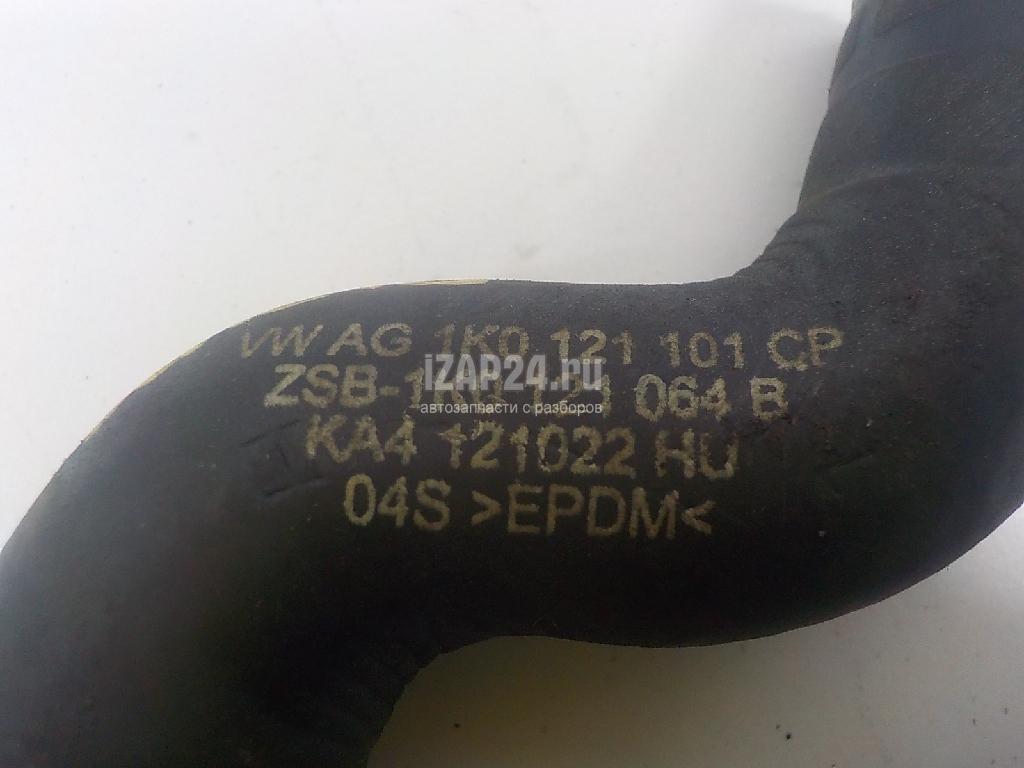 VW AG 1K0 121 101 CP
iZAP24.ru
ZSB-1K0 121 064 B
автозапчасти с разборов
KA4 121022 HU
04S >EPDM<